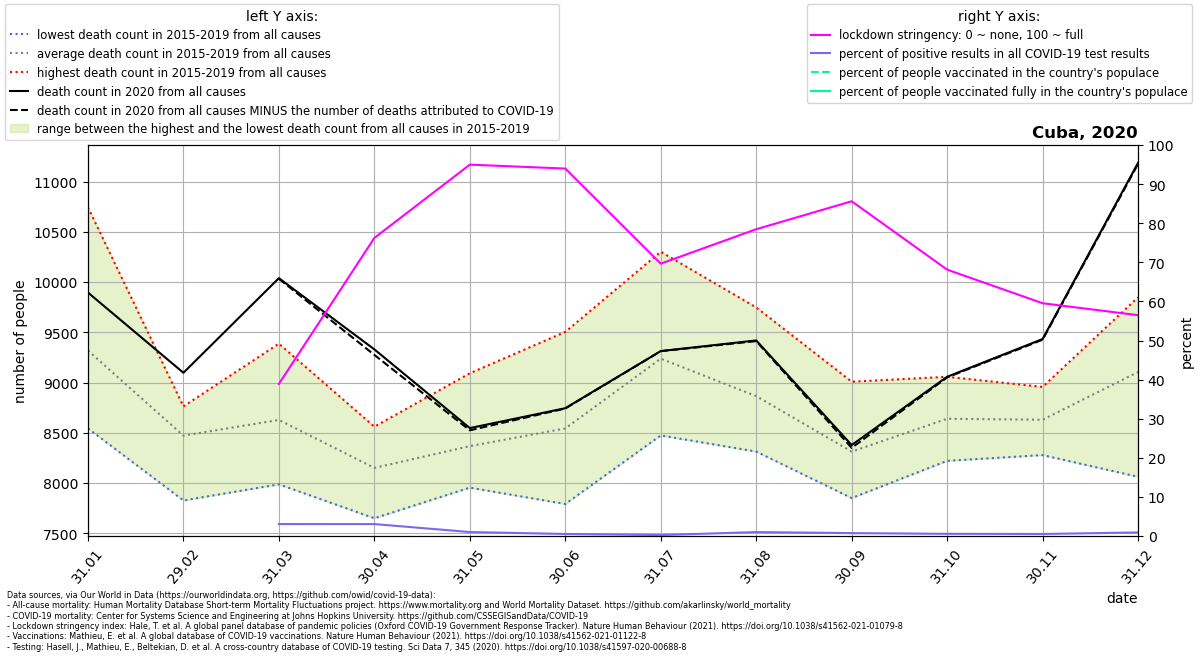 left Y axis:
lowest death count in 2015-2019 from all causes
average death count in 2015-2019 from all causes
highest death count in 2015-2019 from all causes
death count in 2020 from all causes
death count in 2020 from all causes MINUS the number of deaths attributed to COVID-19
range between the highest and the lowest death count from all causes in 2015-2019
right Y axis:
lockdown stringency: 0 ~ none, 100 ~ full
percent of positive results in all COVID-19 test results
percent of people vaccinated in the country's populace
percent of people vaccinated fully in the country's populace
Cuba, 2020
number of people
11000
10500
10000
9500
9000
8500
8000
7500
100
90
80
70
60
50
40
30
20
10
0
percent
31.01
29.02
31.03
30.04
31.05
30.06
31.07
31.08
30.09
31.10
30.11
31.12
date
Data sources, via Our World in Data (https://ourworldindata.org, https://github.com/owid/covid-19-data):
- All-cause mortality: Human Mortality Database Short-term Mortality Fluctuations project. https://www.mortality.org and World Mortality Dataset. https://github.com/akarlinsky/world_mortality
- COVID-19 mortality: Center for Systems Science and Engineering at Johns Hopkins University. https://github.com/CSSEGISandData/COVID-19
- Lockdown stringency index: Hale, T. et al. A global panel database of pandemic policies (Oxford COVID-19 Government Response Tracker). Nature Human Behaviour (2021). https://doi.org/10.1038/s41562-021-01079-8
- Vaccinations: Mathieu, E. et al. A global database of COVID-19 vaccinations. Nature Human Behaviour (2021). https://doi.org/10.1038/s41562-021-01122-8
- Testing: Hasell, J., Mathieu, E., Beltekian, D. et al. A cross-country database of COVID-19 testing. Sci Data 7, 345 (2020). https://doi.org/10.1038/s41597-020-00688-8